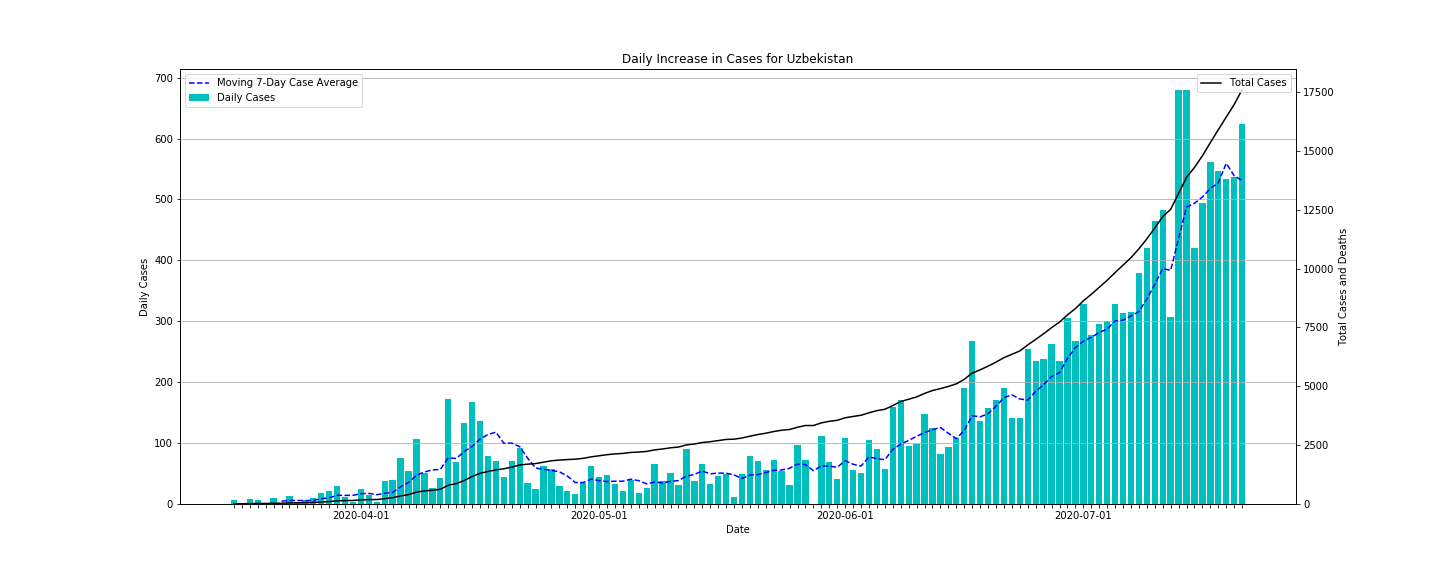 Daily Increase in Cases for Uzbekistan
Moving 7-Day Case Average
Daily Cases
Total Cases
700
600
500
400
300
200
100
0
Daily Cases
17500
15000
12500
10000
7500
5000
2500
0
Total Cases and Deaths
2020-04-01
2020-05-01
2020-06-01
2020-07-01
Date